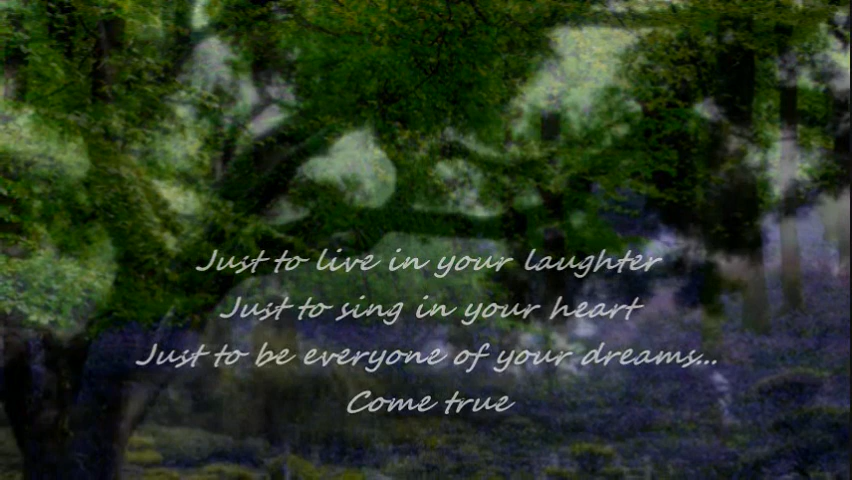 Just to live in your laughter
Just to sing in your heart
Just to be everyone of your dreams...
Come true